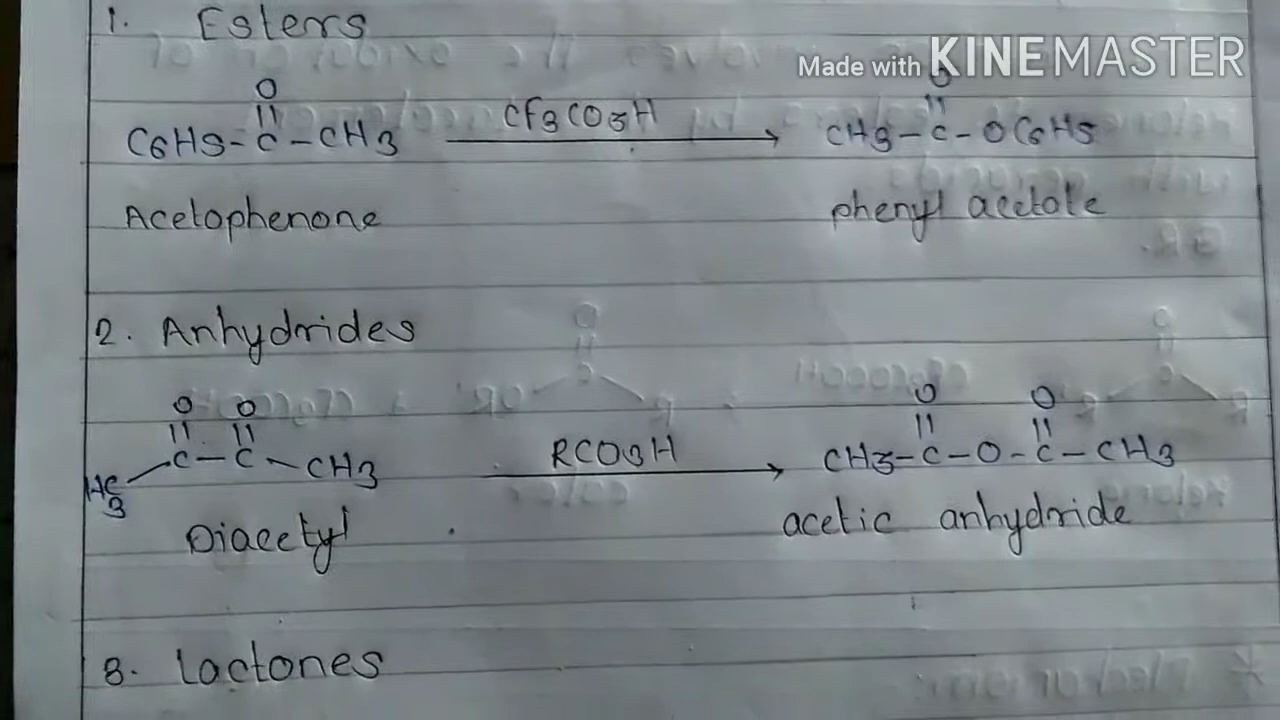 1. Esters
Made with KINEMASTER
O O
|| ||
C6H5-C-CH3 CF3CO3H CH3-C-OC6H5
Acetophenone phenyl acetate
2. Anhydrides
O O O O
|| || || ||
H3C C-C-CH3 RCO3H CH3-C-O-C-CH3
Diacetyl acetic anhydride
3. Lactones